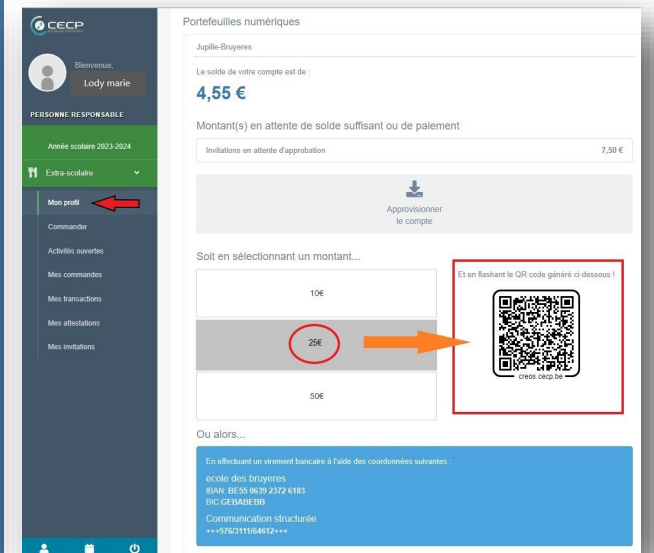 CECP
Bienvenue,
Lody marie
PERSONNE RESPONSABLE
Année scolaire 2023-2024
Extra-scolaire
Mon profil
Commander
Activités ouvertes
Mes commandes
Mes transactions
Mes attestations
Mes invitations
Portefeuilles numériques
Jupille-Bruyeres
Le solde de votre compte est de :
4,55 €
Montant(s) en attente de solde suffisant ou de paiement
Invitations en attente d'approbation 7,50 €
Approvisionner
le compte
Soit en sélectionnant un montant...
10€
25€
50€
Et en flashant le QR code généré ci-dessous !
creos.cecp.be
Ou alors...
En effectuant un virement bancaire à l'aide des coordonnées suivantes :
ecole des bruyeres
IBAN: BE55 0639 2372 6183
BIC:GEBABEBB
Communication structurée
+++576/3111/64612+++